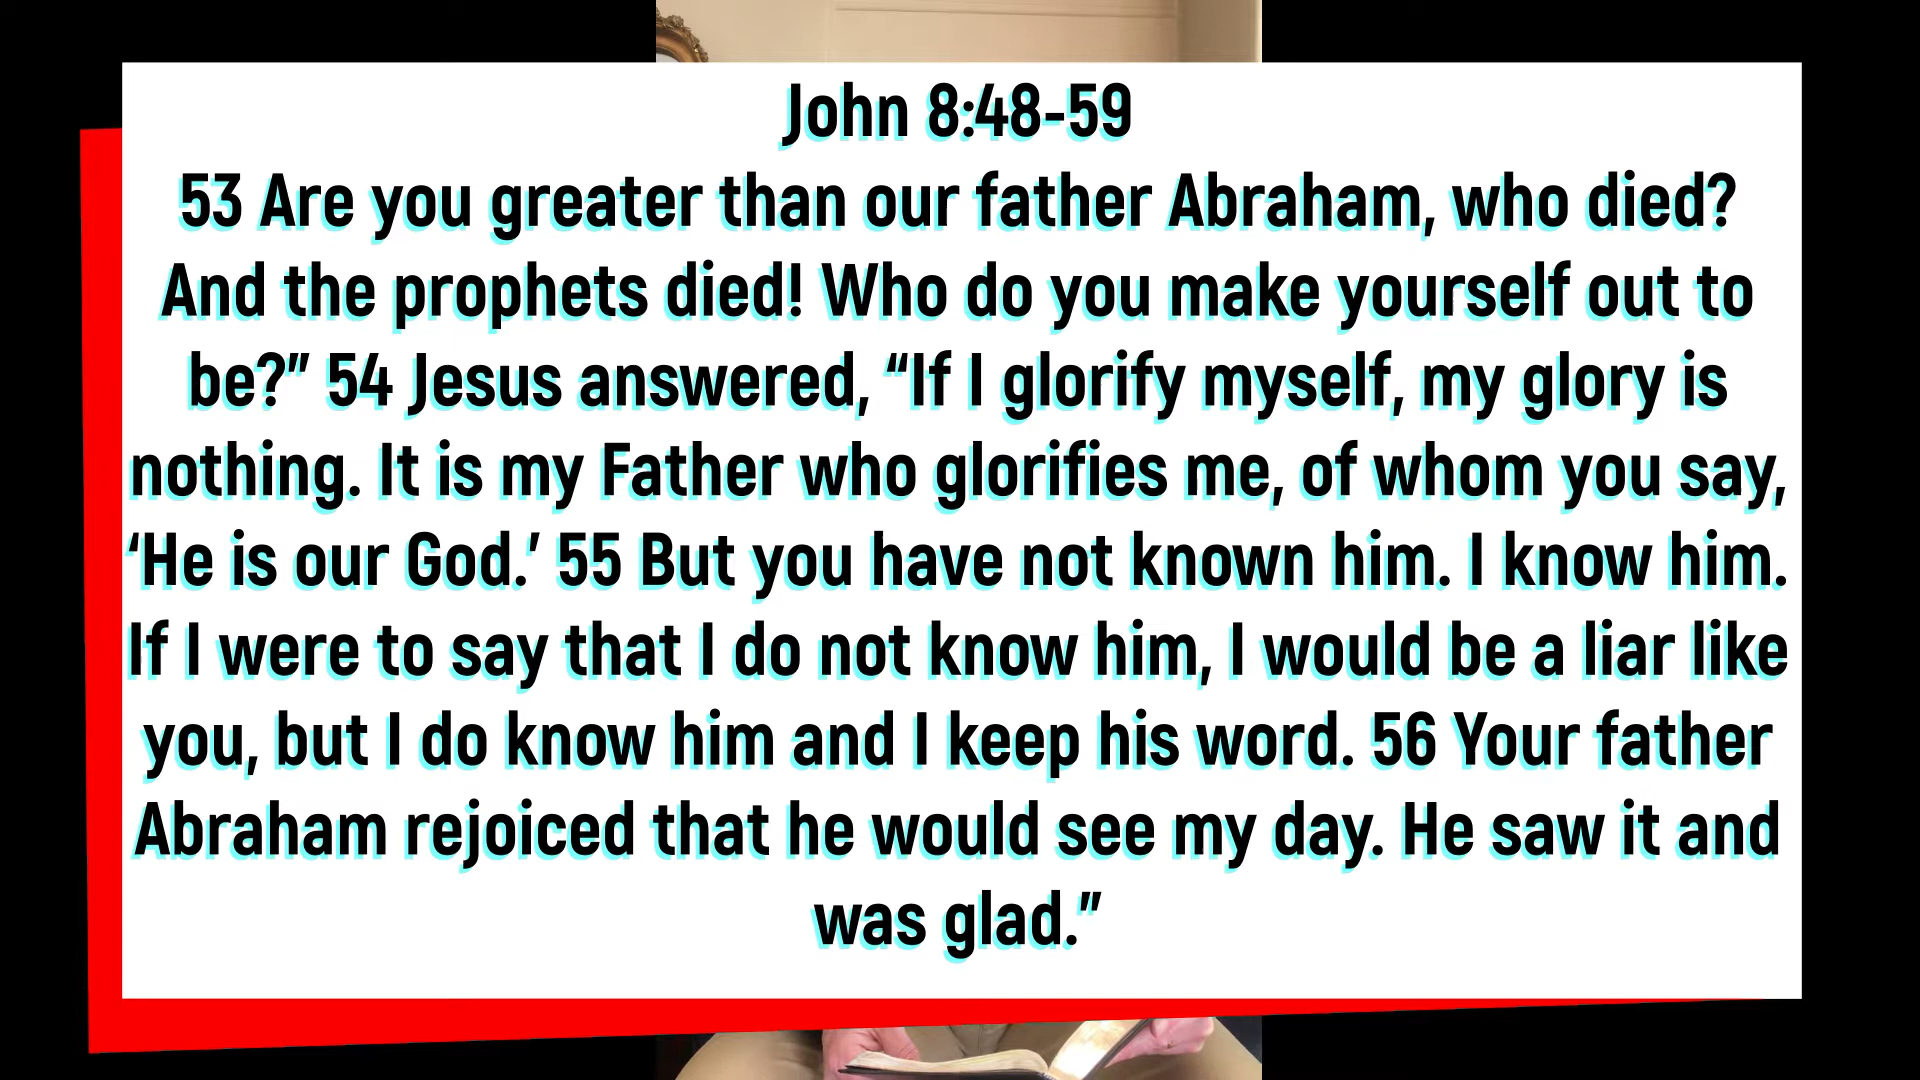 John 8:48-59
53 Are you greater than our father Abraham, who died?
And the prophets died! Who do you make yourself out to
be?” 54 Jesus answered, “If I glorify myself, my glory is
nothing. It is my Father who glorifies me, of whom you say,
‘He is our God.’ 55 But you have not known him. I know him.
If I were to say that I do not know him, I would be a liar like
you, but I do know him and I keep his word. 56 Your father
Abraham rejoiced that he would see my day. He saw it and
was glad.”